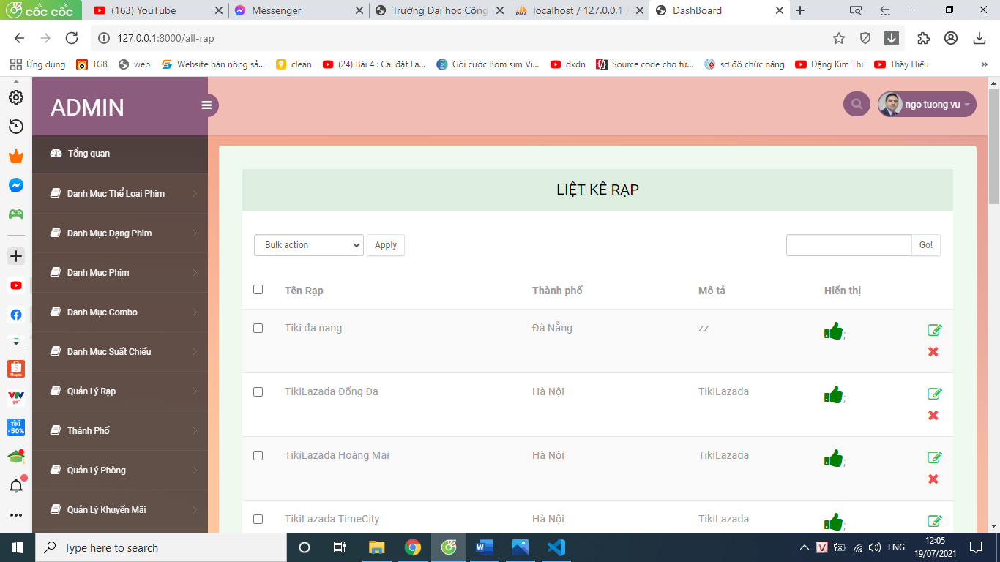 cốc cốc
(163) YouTube
Messenger
Trường Đại học Công
localhost / 127.0.0.1 /
DashBoard
127.0.0.1:8000/all-rap
Ứng dụng
TGB
web
Website bán nông sả...
clean
(24) Bài 4 : Cài đặt La...
Gói cước Bom sim Vi...
dkdn
Source code cho từ...
sơ đồ chức năng
Đặng Kim Thi
Thầy Hiếu
»
ADMIN
ngo tuong vu
Tổng quan
Danh Mục Thể Loại Phim
Danh Mục Dạng Phim
Danh Mục Phim
Danh Mục Combo
Danh Mục Suất Chiếu
Quản Lý Rạp
Thành Phố
Quản Lý Phòng
Quản Lý Khuyến Mãi
LIỆT KÊ RẠP
Bulk action
Apply
Go!
Tên Rạp Thành phố Mô tả Hiển thị
Tiki đa nang Đà Nẵng zz ;
TikiLazada Đống Đa Hà Nội TikiLazada ;
TikiLazada Hoàng Mai Hà Nội TikiLazada ;
TikiLazada TimeCity Hà Nội TikiLazada ;
Shopee
VTV
go
TIKI
-50%
Type here to search
ENG
12:05
19/07/2021